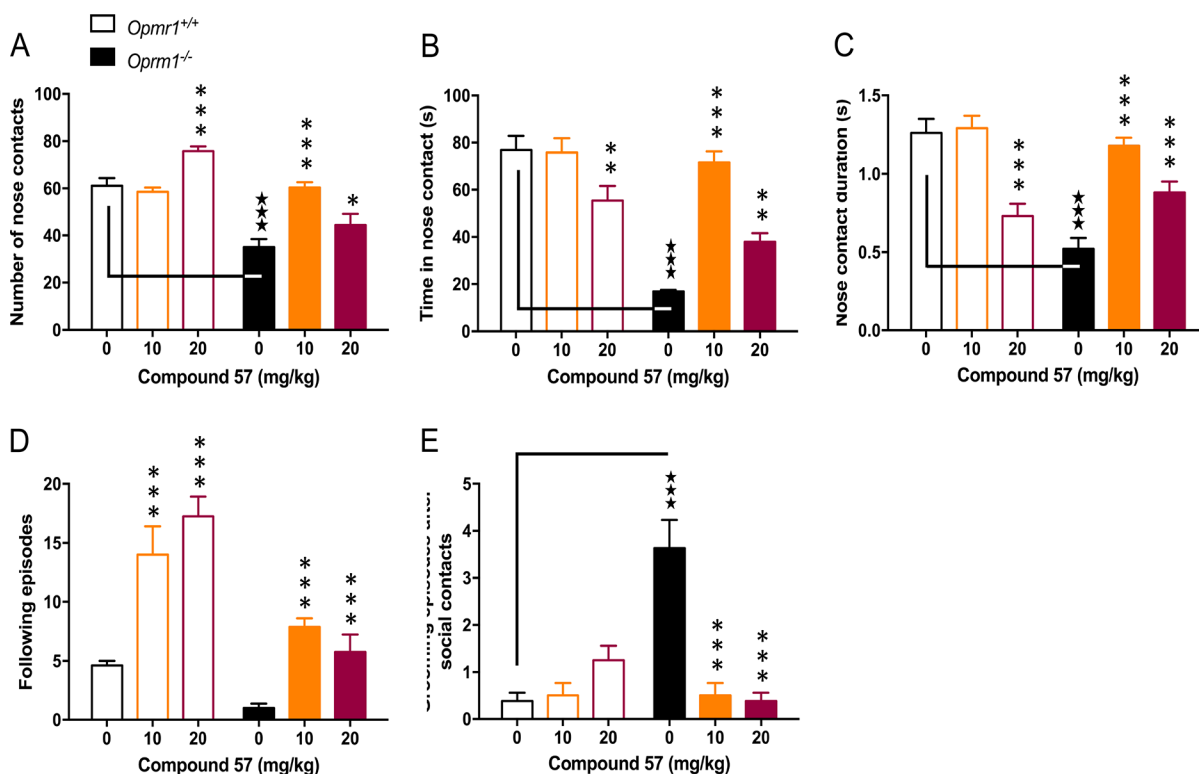 Opmr1+/+
Oprm1-/-
A
B
C
Number of nose contacts
100
80
60
40
20
0
***
★★★
***
*
0 10 20 0 10 20
Compound 57 (mg/kg)
Time in nose contact (s)
100
80
60
40
20
0
**
★★★
***
**
0 10 20 0 10 20
Compound 57 (mg/kg)
Nose contact duration (s)
1.5
1.0
0.5
0.0
***
★★★
***
***
0 10 20 0 10 20
Compound 57 (mg/kg)
D
E
Following episodes
20
15
10
5
0
***
***
***
***
0 10 20 0 10 20
Compound 57 (mg/kg)
episodes
social contacts
5
4
3
2
1
0
★★★
***
***
0 10 20 0 10 20
Compound 57 (mg/kg)